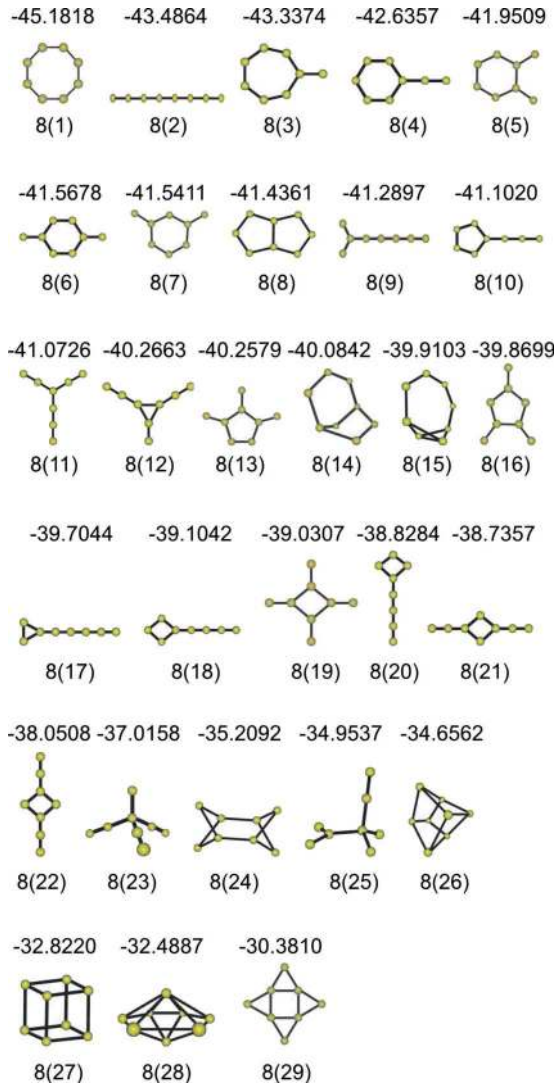 -45.1818 -43.4864 -43.3374 -42.6357 -41.9509
8(1) 8(2) 8(3) 8(4) 8(5)
-41.5678 -41.5411 -41.4361 -41.2897 -41.1020
8(6) 8(7) 8(8) 8(9) 8(10)
-41.0726 -40.2663 -40.2579 -40.0842 -39.9103 -39.8699
8(11) 8(12) 8(13) 8(14) 8(15) 8(16)
-39.7044 -39.1042 -39.0307 -38.8284 -38.7357
8(17) 8(18) 8(19) 8(20) 8(21)
-38.0508 -37.0158 -35.2092 -34.9537 -34.6562
8(22) 8(23) 8(24) 8(25) 8(26)
-32.8220 -32.4887 -30.3810
8(27) 8(28) 8(29)